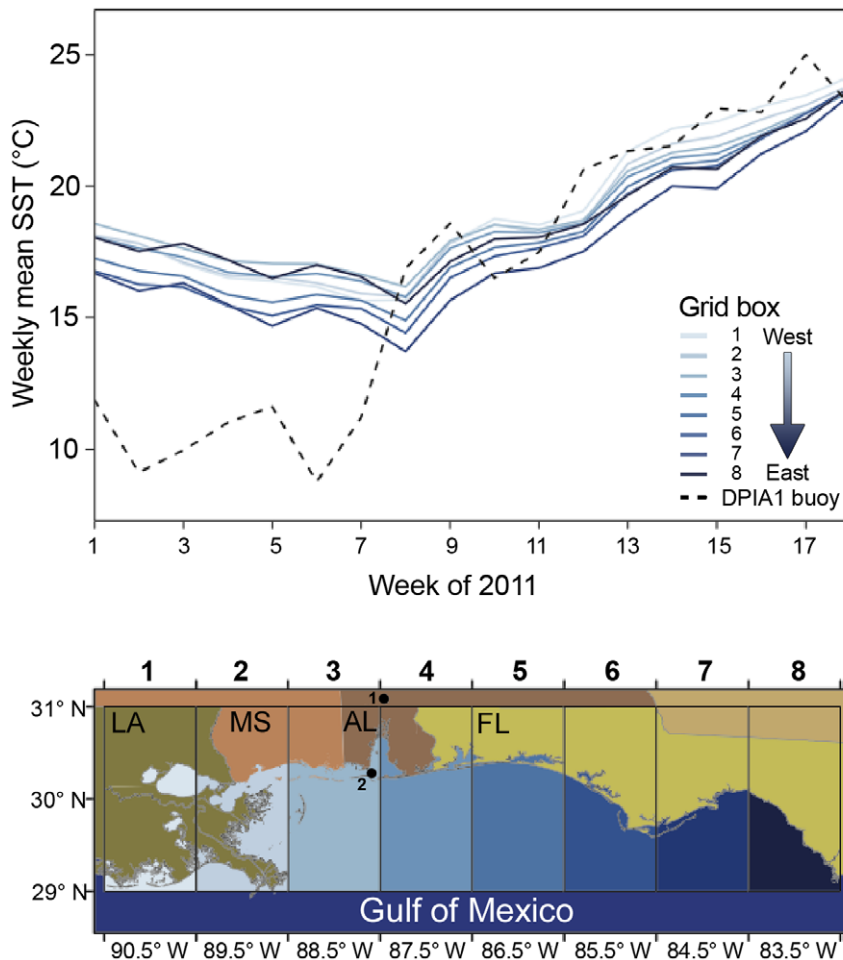 25
20
15
10
Weekly mean SST (°C)
Grid box
1 West
2
3
4
5
6
7
8 East
DPIA1 buoy
1 3 5 7 9 11 13 15 17
Week of 2011
1 2 3 4 5 6 7 8
31° N
30° N
29° N
LA MS AL FL
1
2
Gulf of Mexico
90.5° W 89.5° W 88.5° W 87.5° W 86.5° W 85.5° W 84.5° W 83.5° W